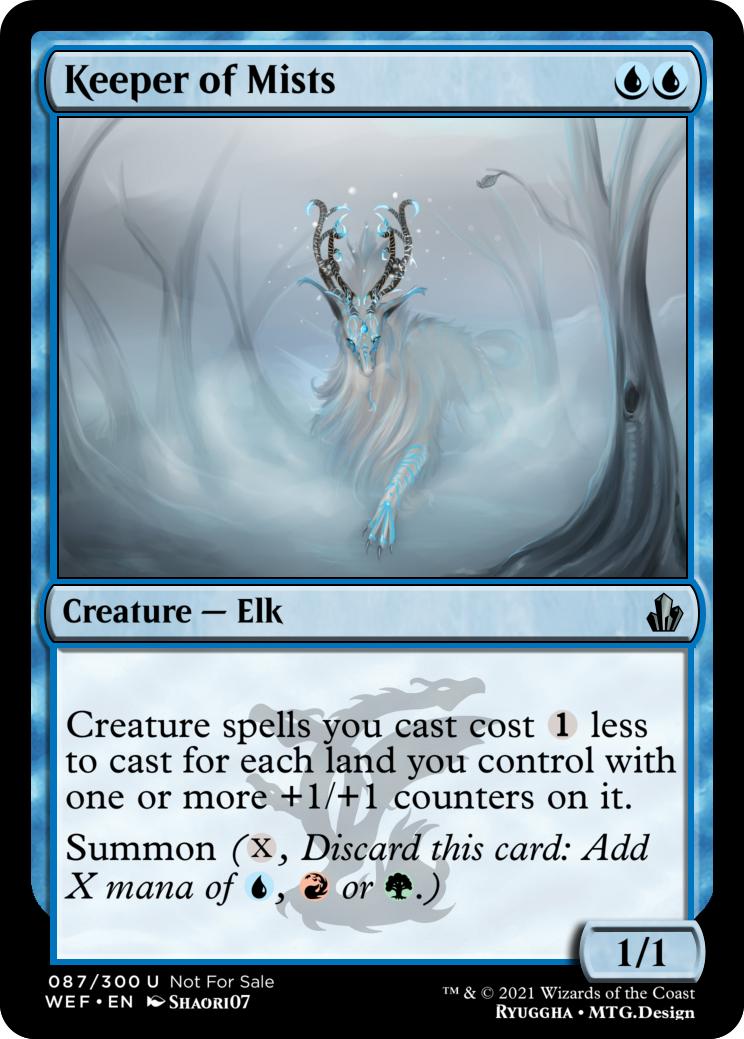 Keeper of Mists
Creature — Elk
Creature spells you cast cost 1 less
to cast for each land you control with
one or more +1/+1 counters on it.
Summon (X, Discard this card: Add
X mana of , or .)
1/1
087/300 U Not For Sale
WEF • EN Shaori07
™ & © 2021 Wizards of the Coast
Ryuggha • MTG.Design